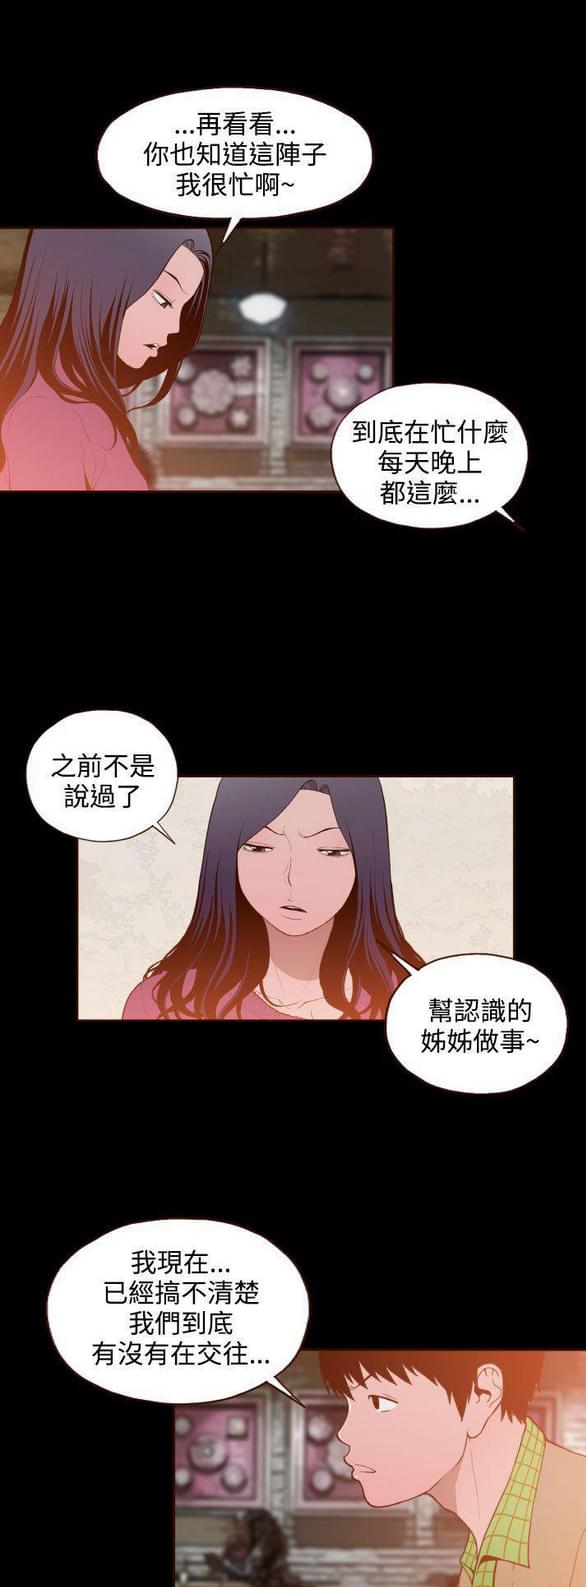 ...再看看...
你也知道這陣子
我很忙啊~
到底在忙什麼
每天晚上
都這麼...
之前不是
說過了
幫認識的
姊姊做事~
我現在...
已經搞不清楚
我們到底
有沒有在交往...